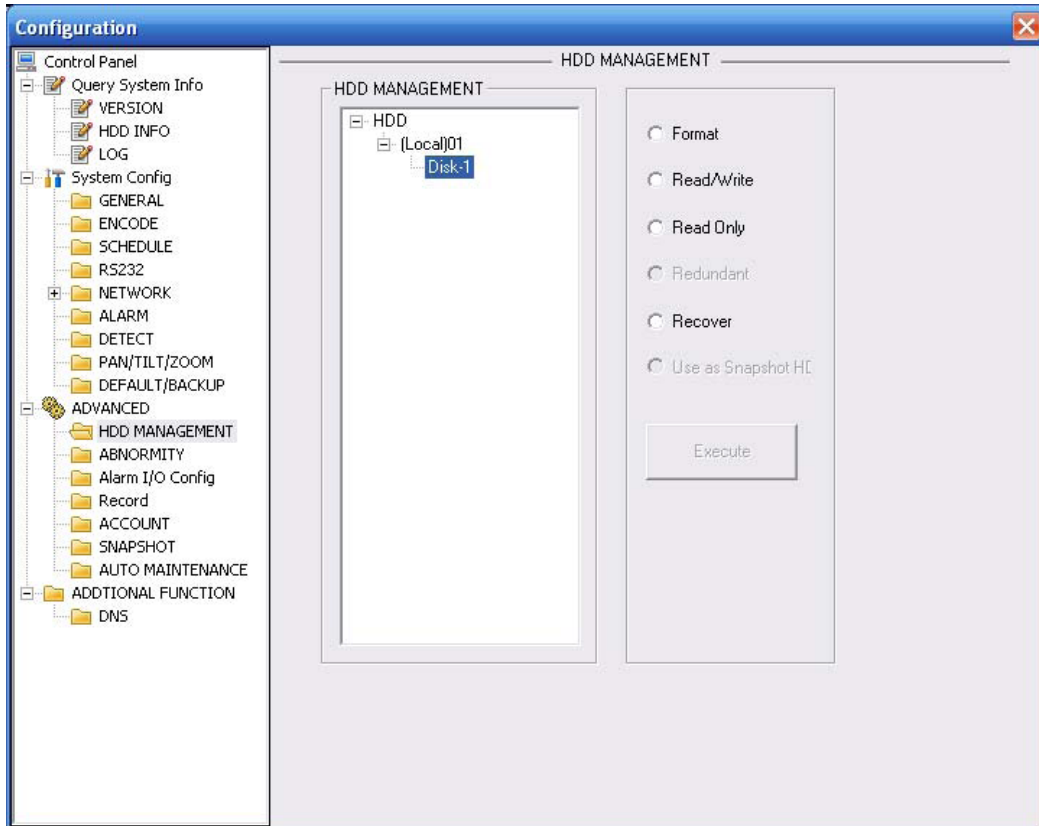 Configuration
Control Panel
Query System Info
VERSION
HDD INFO
LOG
System Config
GENERAL
ENCODE
SCHEDULE
RS232
NETWORK
ALARM
DETECT
PAN/TILT/ZOOM
DEFAULT/BACKUP
ADVANCED
HDD MANAGEMENT
ABNORMITY
Alarm I/O Config
Record
ACCOUNT
SNAPSHOT
AUTO MAINTENANCE
ADDTIONAL FUNCTION
DNS
HDD MANAGEMENT
HDD MANAGEMENT
HDD
(Local)01
Disk-1
Format
Read/Write
Read Only
Redundant
Recover
Use as Snapshot HD
Execute